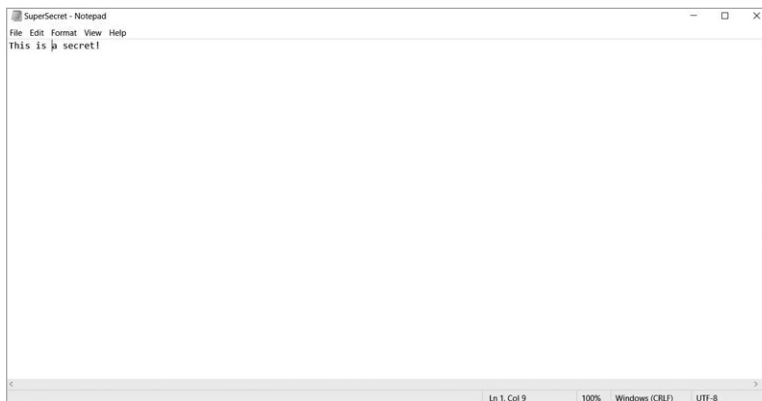 SuperSecret - Notepad
File Edit Format View Help
This is a secret!
Ln 1, Col 9 100% Windows (CRLF) UTF-8